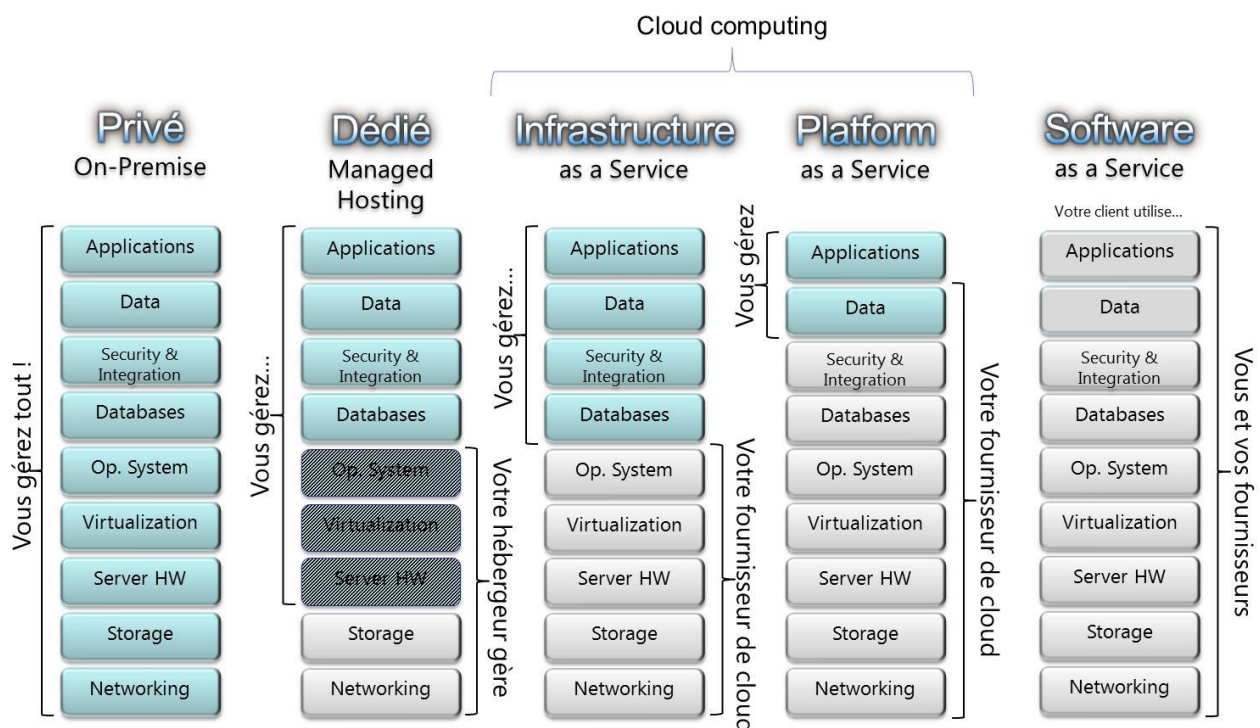 Cloud computing
Privé
On-Premise
Vous gérez tout !
Applications
Data
Security &
Integration
Databases
Op. System
Virtualization
Server HW
Storage
Networking
Dédié
Managed
Hosting
Vous gérez...
Applications
Data
Security &
Integration
Databases
Op. System
Virtualization
Server HW
Storage
Networking
Votre hébergeur gère
Infrastructure
as a Service
Vous gérez...
Applications
Data
Security &
Integration
Databases
Op. System
Virtualization
Server HW
Storage
Networking
Votre fournisseur de cloud
Platform
as a Service
Vous gérez
Applications
Data
Security &
Integration
Databases
Op. System
Virtualization
Server HW
Storage
Networking
Votre fournisseur de cloud
Software
as a Service
Votre client utilise...
Applications
Data
Security &
Integration
Databases
Op. System
Virtualization
Server HW
Storage
Networking
Vous et vos fournisseurs